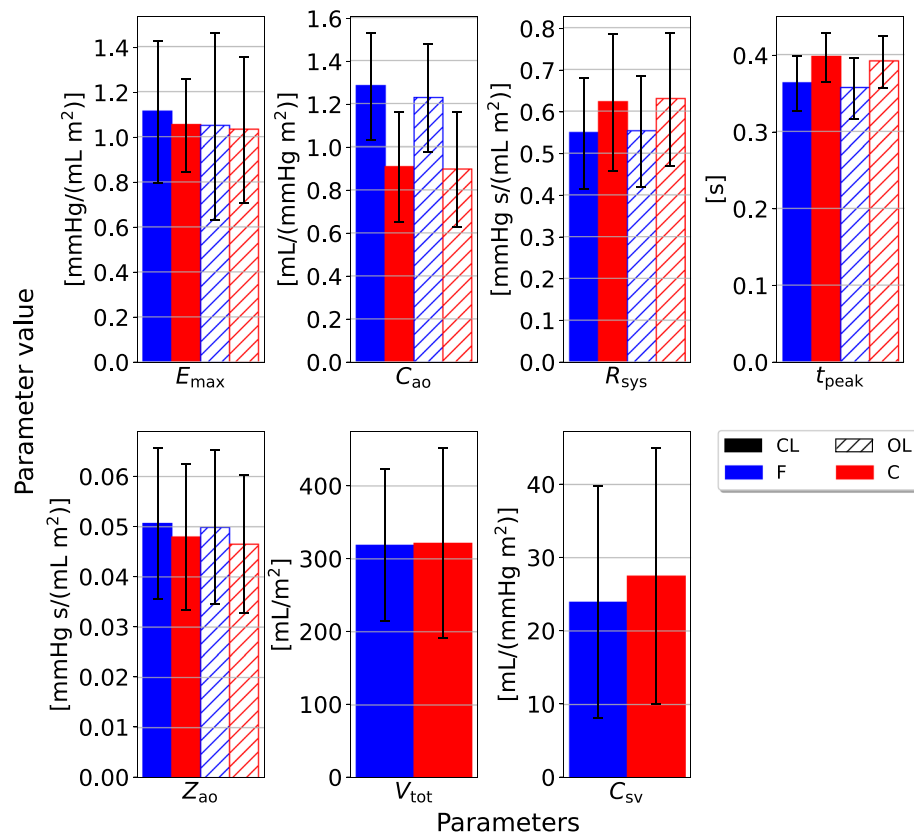 Parameter value
[mmHg/(mL m²)]
1.4
1.2
1.0
0.8
0.6
0.4
0.2
0.0
E_max
[mL/(mmHg m²)]
1.6
1.4
1.2
1.0
0.8
0.6
0.4
0.2
0.0
C_ao
[mmHg s/(mL m²)]
0.8
0.7
0.6
0.5
0.4
0.3
0.2
0.1
0.0
R_sys
[s]
0.4
0.3
0.2
0.1
0.0
t_peak
[mmHg s/(mL m²)]
0.06
0.05
0.04
0.03
0.02
0.01
0.00
Z_ao
[mL/m²]
400
300
200
100
0
V_tot
[mL/(mmHg m²)]
40
30
20
10
0
C_sv
CL OL
F C
Parameters